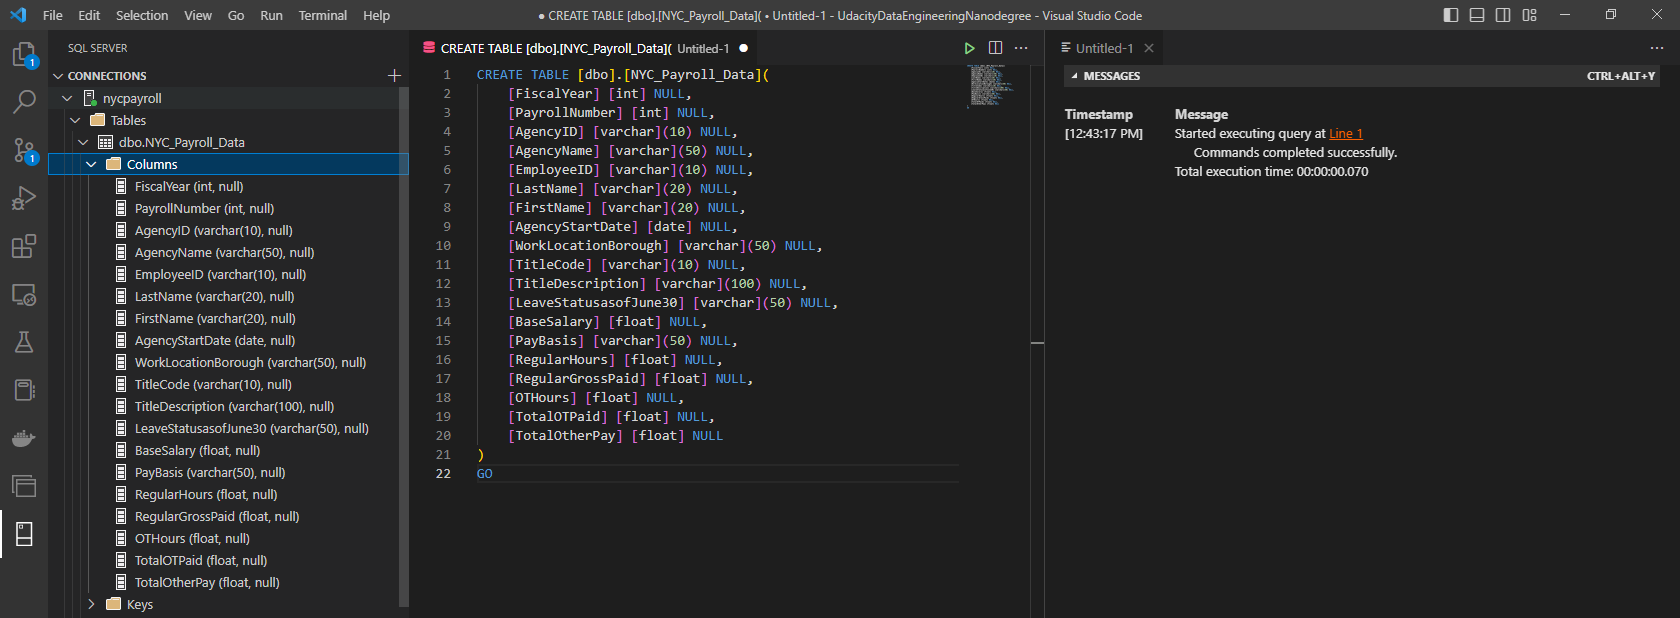 File Edit Selection View Go Run Terminal Help
● CREATE TABLE [dbo].[NYC_Payroll_Data]( • Untitled-1 - UdacityDataEngineeringNanodegree - Visual Studio Code
1
1
SQL SERVER
CONNECTIONS
nycpayroll
Tables
dbo.NYC_Payroll_Data
Columns
FiscalYear (int, null)
PayrollNumber (int, null)
AgencyID (varchar(10), null)
AgencyName (varchar(50), null)
EmployeeID (varchar(10), null)
LastName (varchar(20), null)
FirstName (varchar(20), null)
AgencyStartDate (date, null)
WorkLocationBorough (varchar(50), null)
TitleCode (varchar(10), null)
TitleDescription (varchar(100), null)
LeaveStatusasofJune30 (varchar(50), null)
BaseSalary (float, null)
PayBasis (varchar(50), null)
RegularHours (float, null)
RegularGrossPaid (float, null)
OTHours (float, null)
TotalOTPaid (float, null)
TotalOtherPay (float, null)
Keys
CREATE TABLE [dbo].[NYC_Payroll_Data]( Untitled-1 ●
1 CREATE TABLE [dbo].[NYC_Payroll_Data](
2 [FiscalYear] [int] NULL,
3 [PayrollNumber] [int] NULL,
4 [AgencyID] [varchar](10) NULL,
5 [AgencyName] [varchar](50) NULL,
6 [EmployeeID] [varchar](10) NULL,
7 [LastName] [varchar](20) NULL,
8 [FirstName] [varchar](20) NULL,
9 [AgencyStartDate] [date] NULL,
10 [WorkLocationBorough] [varchar](50) NULL,
11 [TitleCode] [varchar](10) NULL,
12 [TitleDescription] [varchar](100) NULL,
13 [LeaveStatusasofJune30] [varchar](50) NULL,
14 [BaseSalary] [float] NULL,
15 [PayBasis] [varchar](50) NULL,
16 [RegularHours] [float] NULL,
17 [RegularGrossPaid] [float] NULL,
18 [OTHours] [float] NULL,
19 [TotalOTPaid] [float] NULL,
20 [TotalOtherPay] [float] NULL
21 )
22 GO
Untitled-1
MESSAGES CTRL+ALT+Y
Timestamp Message
[12:43:17 PM] Started executing query at Line 1
Commands completed successfully.
Total execution time: 00:00:00.070